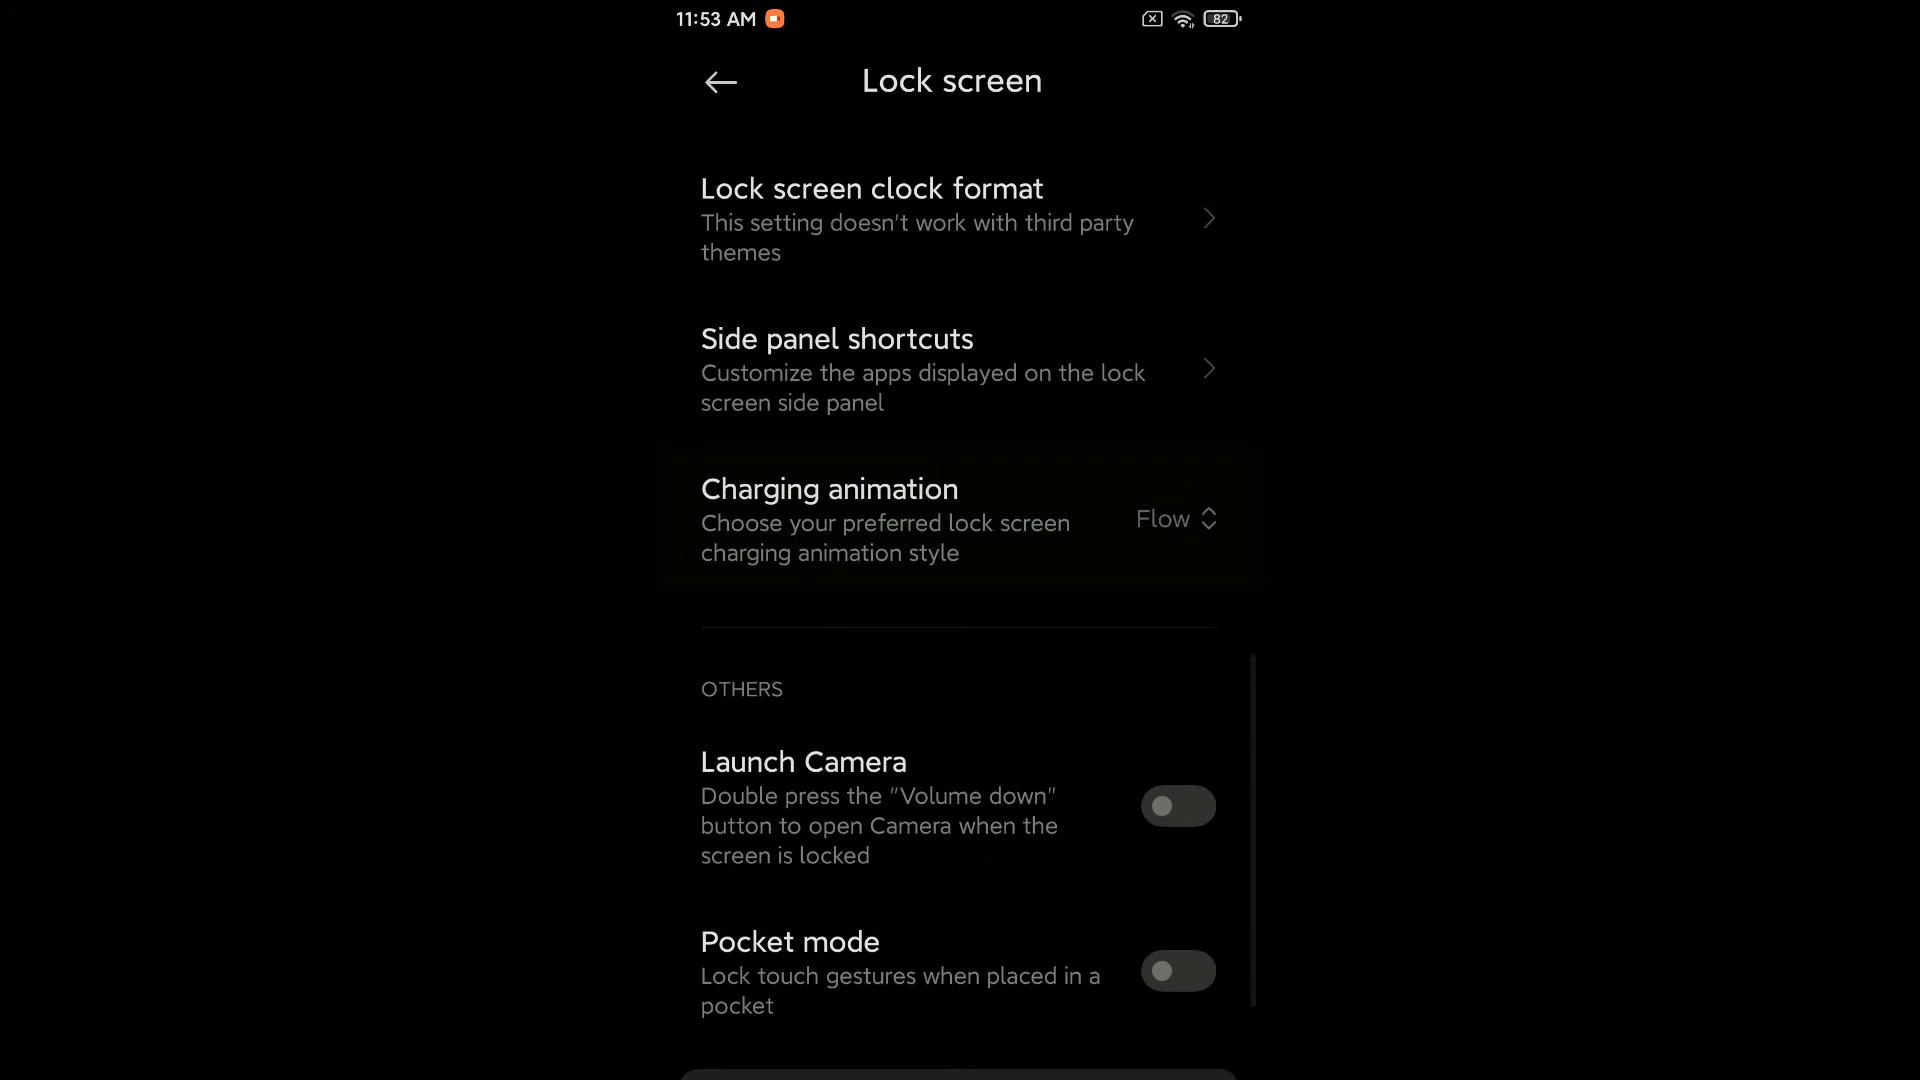 11:53 AM
82
Lock screen
Lock screen clock format
This setting doesn't work with third party
themes
Side panel shortcuts
Customize the apps displayed on the lock
screen side panel
Charging animation
Choose your preferred lock screen
charging animation style
Flow
OTHERS
Launch Camera
Double press the "Volume down"
button to open Camera when the
screen is locked
Pocket mode
Lock touch gestures when placed in a
pocket